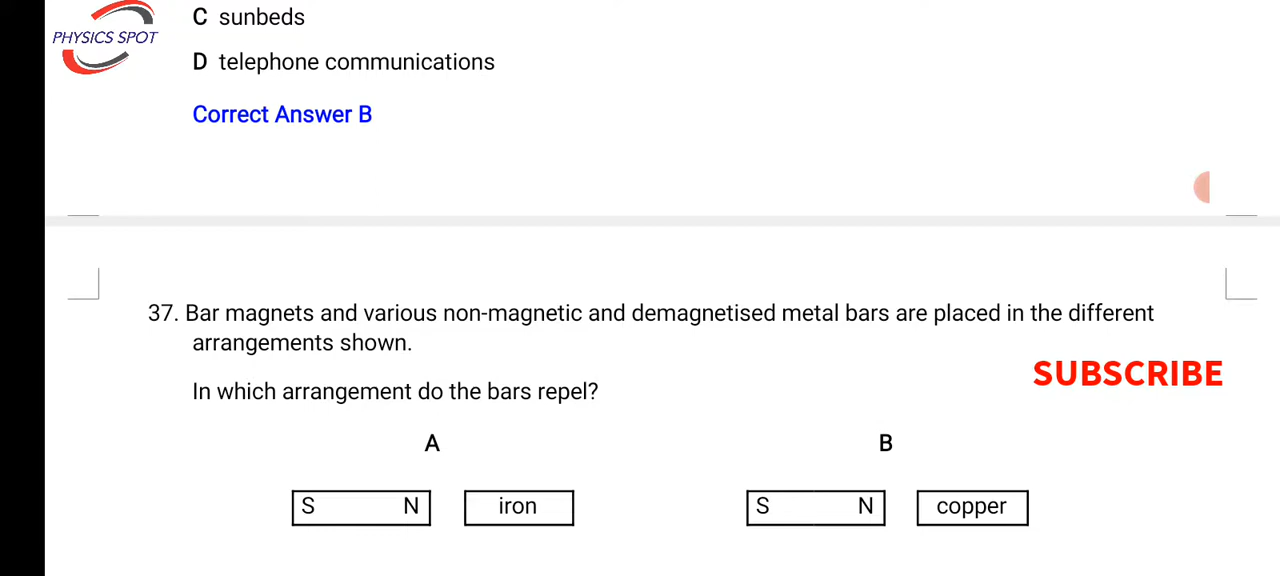 C sunbeds
PHYSICS SPOT
D telephone communications
Correct Answer B
37. Bar magnets and various non-magnetic and demagnetised metal bars are placed in the different
arrangements shown.
SUBSCRIBE
In which arrangement do the bars repel?
A B
S N iron S N copper